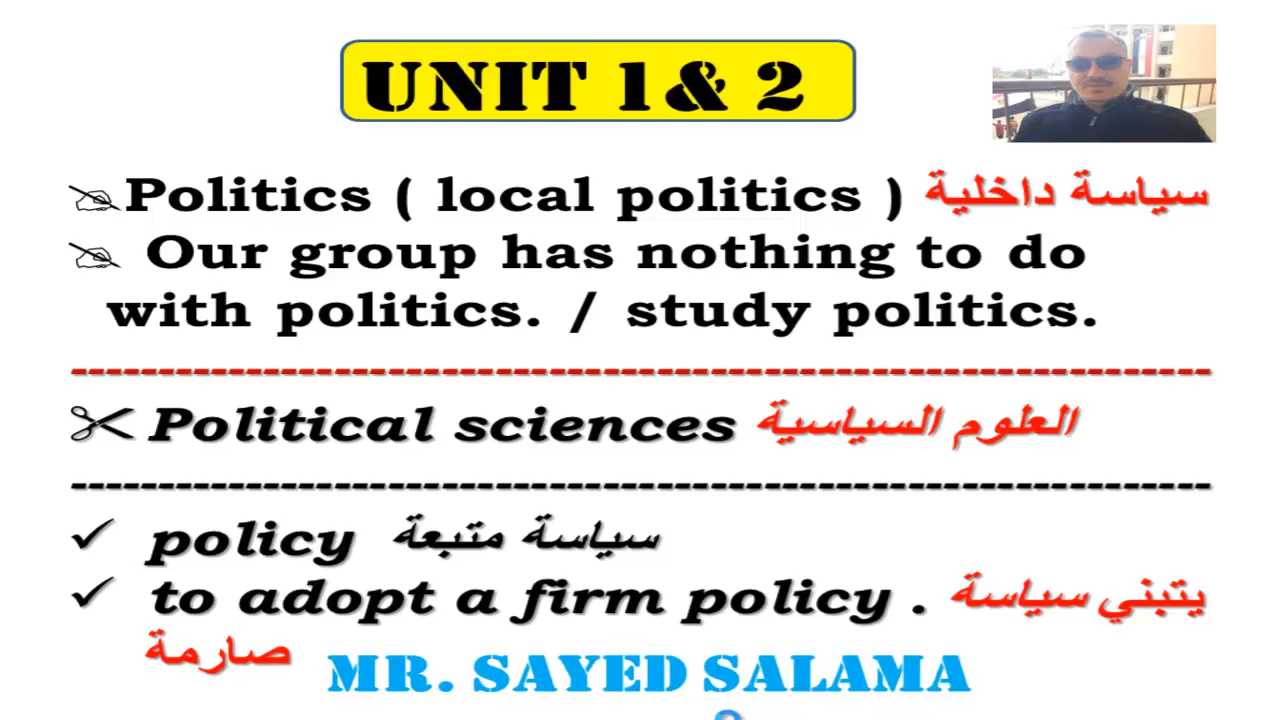 UNIT 1& 2
Politics ( local politics ) سياسة داخلية
Our group has nothing to do
with politics. / study politics.
Political sciences العلوم السياسية
policy سياسة متبعة
to adopt a firm policy . يتبني سياسة
صارمة
MR. SAYED SALAMA